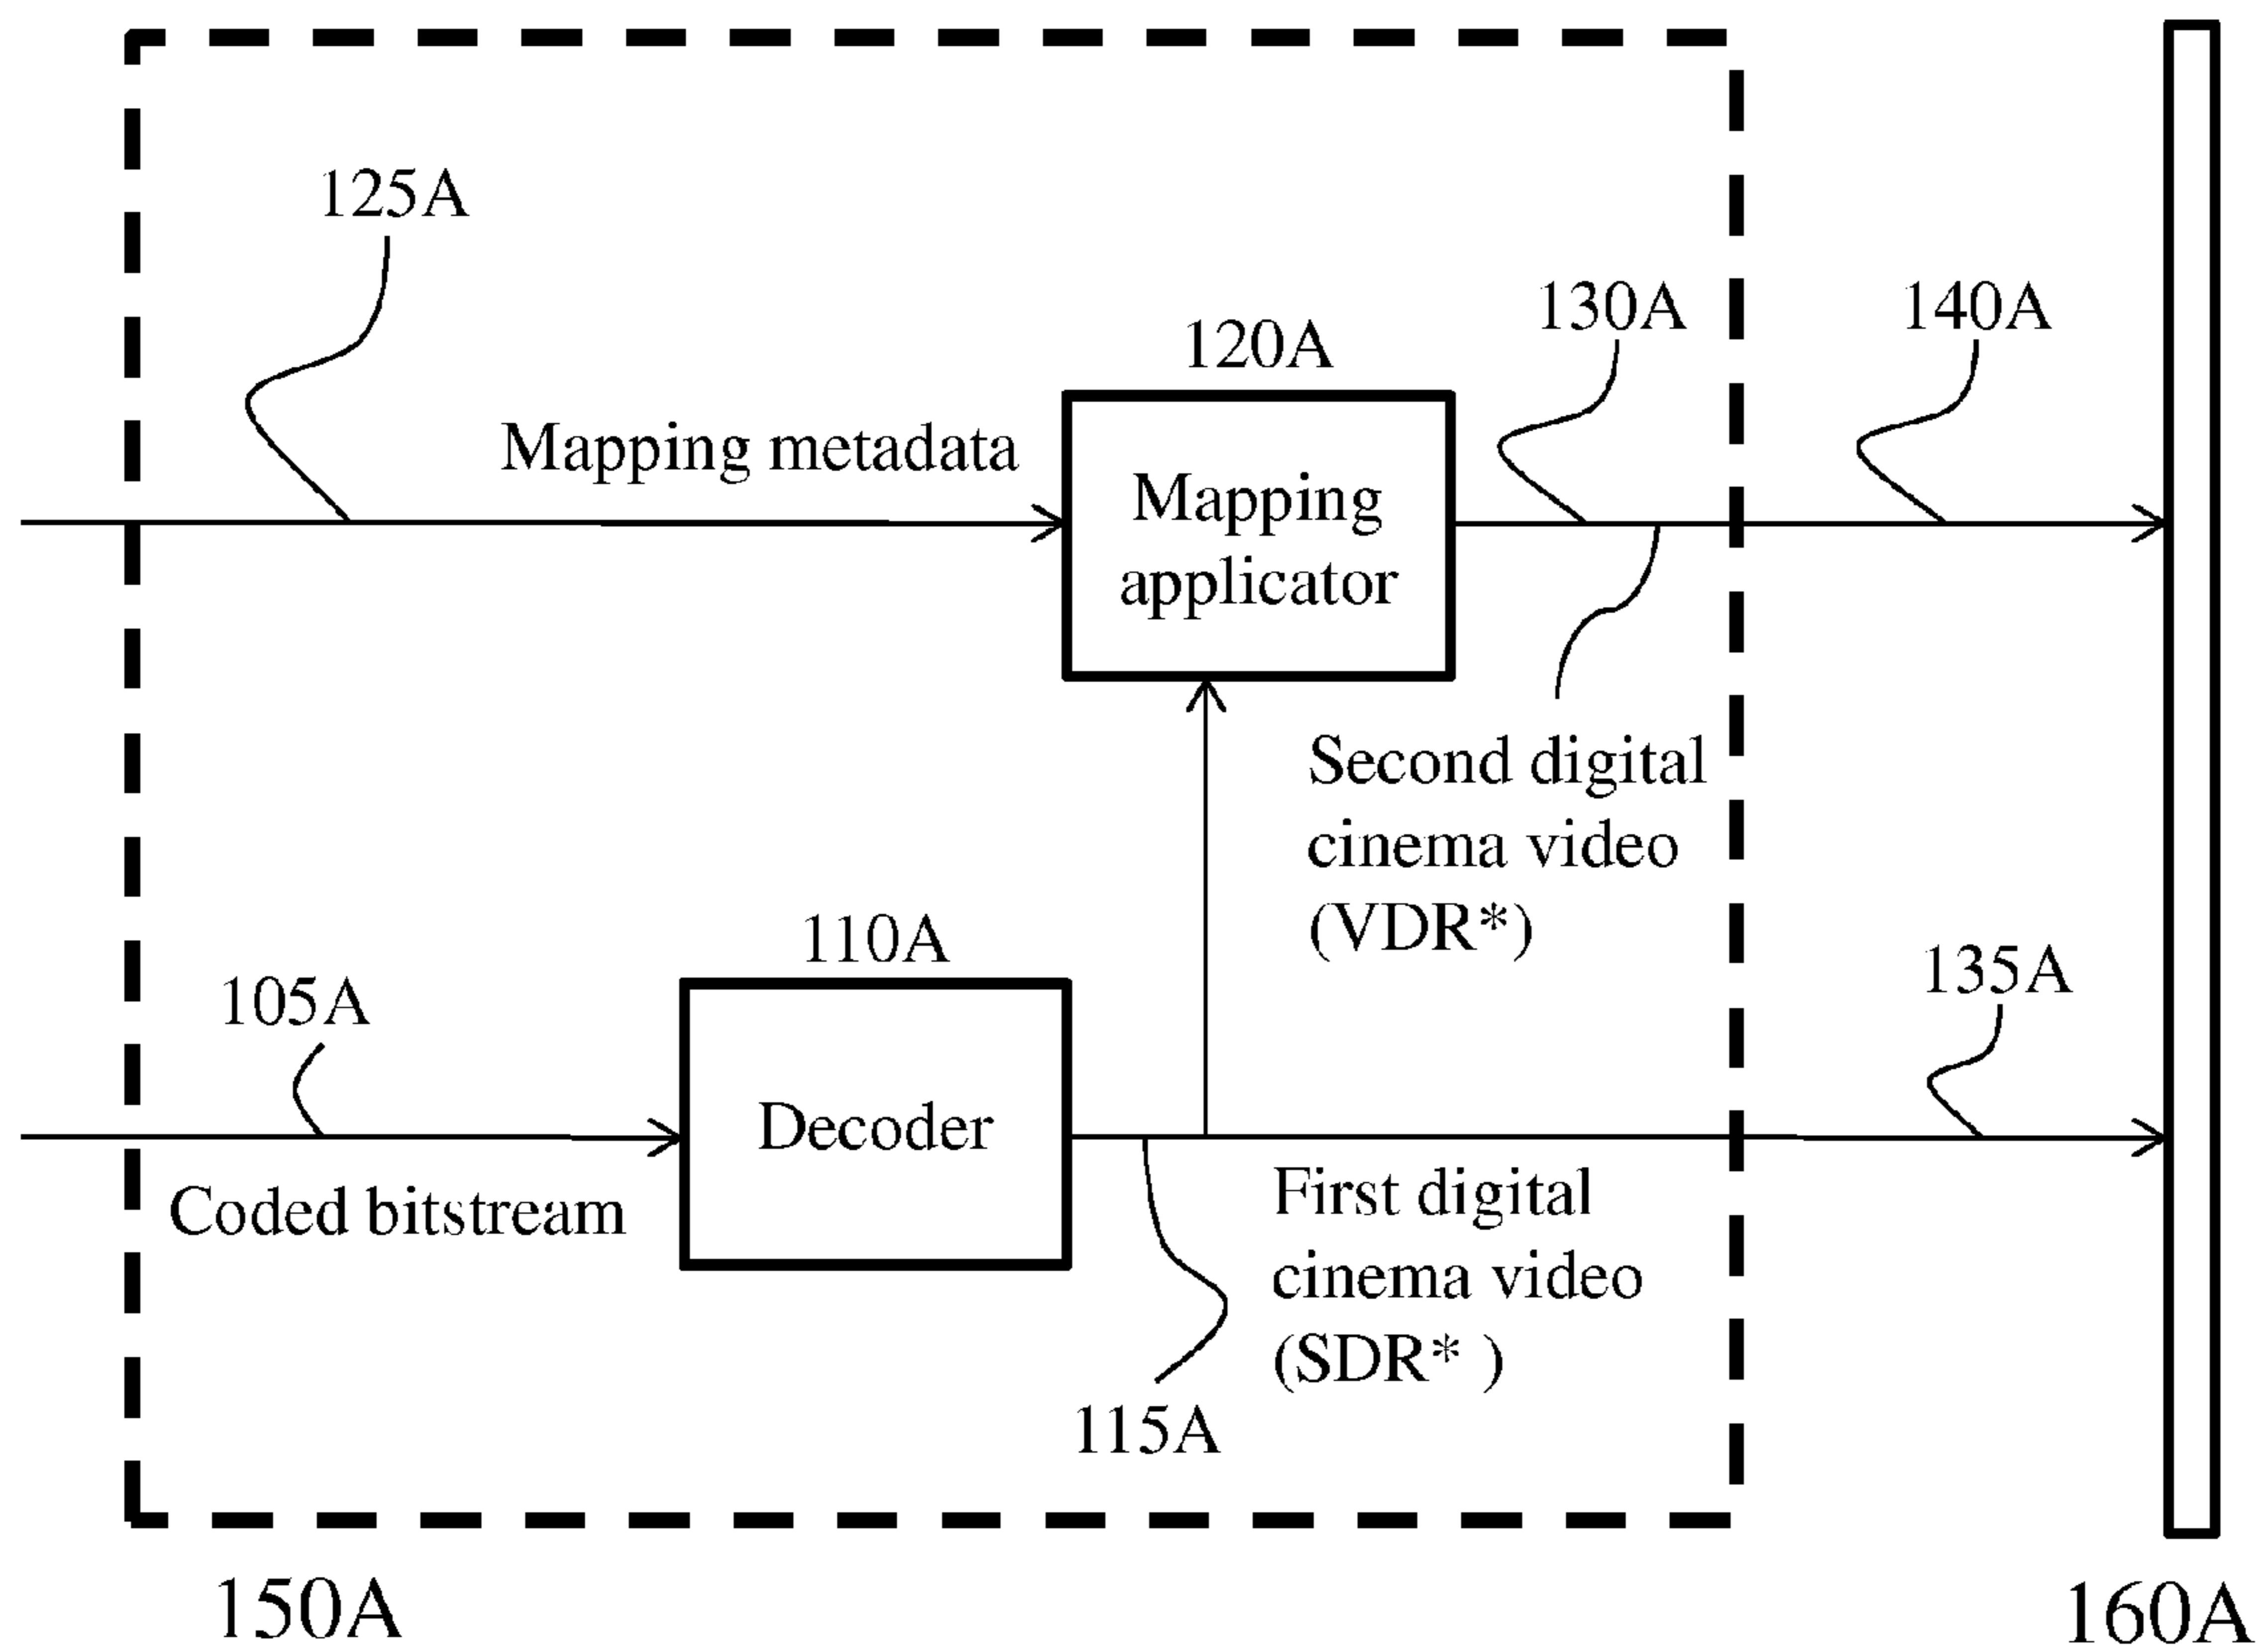 125A
130A
140A
120A
Mapping metadata
Mapping
applicator
Second digital
cinema video
(VDR*)
110A
135A
105A
Decoder
Coded bitstream
First digital
cinema video
(SDR* )
115A
150A
160A